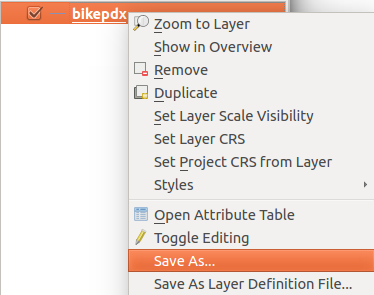 bikepdx
Zoom to Layer
Show in Overview
Remove
Duplicate
Set Layer Scale Visibility
Set Layer CRS
Set Project CRS from Layer
Styles
Open Attribute Table
Toggle Editing
Save As...
Save As Layer Definition File...